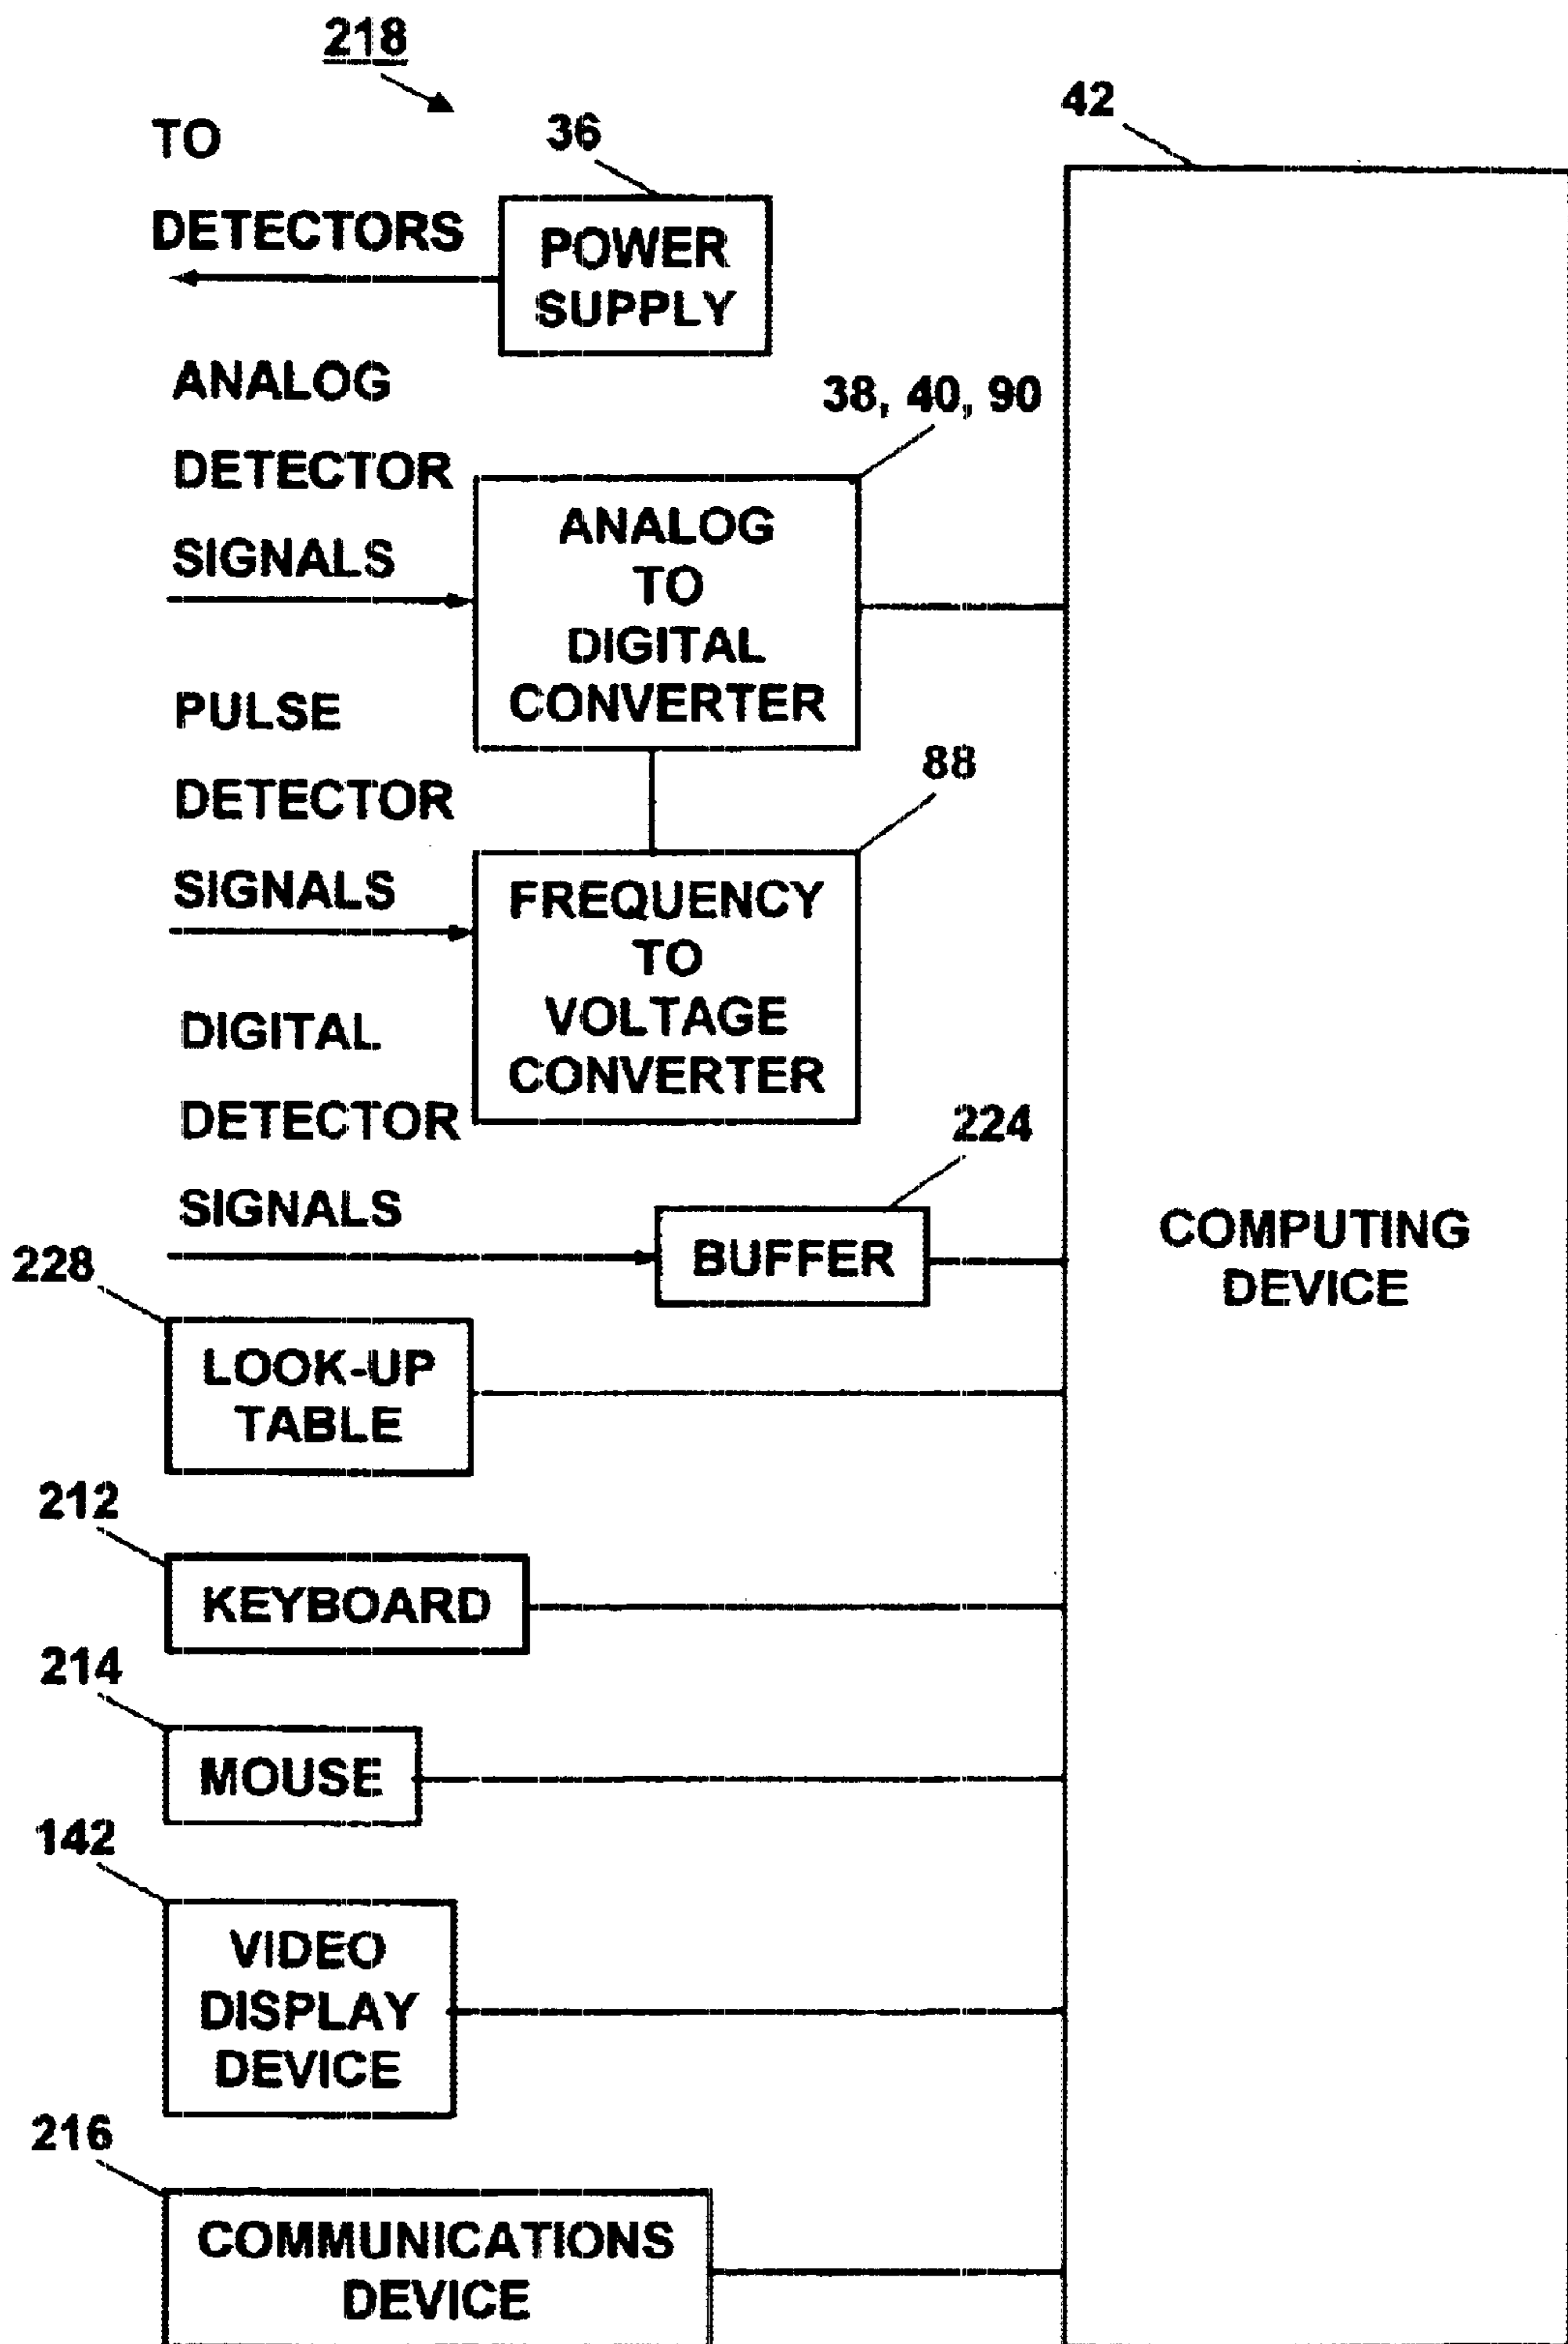 218
TO
DETECTORS
36
POWER
SUPPLY
42
ANALOG
DETECTOR
SIGNALS
38, 40, 90
ANALOG
TO
DIGITAL
CONVERTER
PULSE
DETECTOR
SIGNALS
88
FREQUENCY
TO
VOLTAGE
CONVERTER
DIGITAL
DETECTOR
SIGNALS
224
BUFFER
COMPUTING
DEVICE
228
LOOK-UP
TABLE
212
KEYBOARD
214
MOUSE
142
VIDEO
DISPLAY
DEVICE
216
COMMUNICATIONS
DEVICE